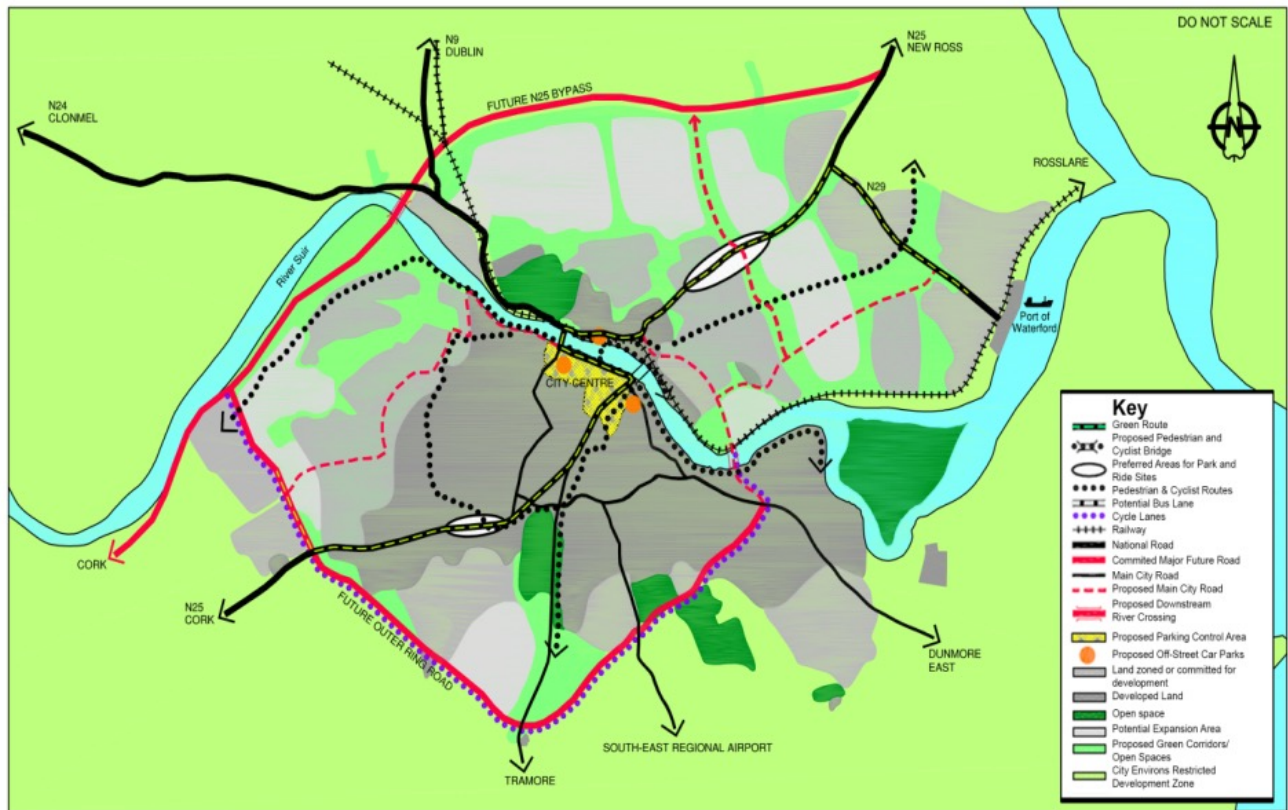 DO NOT SCALE
N9
DUBLIN
N25
NEW ROSS
N24
CLONMEL
FUTURE N25 BYPASS
N
ROSSLARE
N29
River Suir
Port of
Waterford
CITY-CENTRE
CORK
N25
CORK
FUTURE OUTER RING ROAD
DUNMORE
EAST
SOUTH-EAST REGIONAL AIRPORT
TRAMORE
Key
Green Route
Proposed Pedestrian and
Cyclist Bridge
Preferred Areas for Park and
Ride Sites
Pedestrian & Cyclist Routes
Potential Bus Lane
Cycle Lanes
Railway
National Road
Commited Major Future Road
Main City Road
Proposed Main City Road
Proposed Downstream
River Crossing
Proposed Parking Control Area
Proposed Off-Street Car Parks
Land zoned or committed for
development
Developed Land
Open space
Potential Expansion Area
Proposed Green Corridors/
Open Spaces
City Environs Restricted
Development Zone